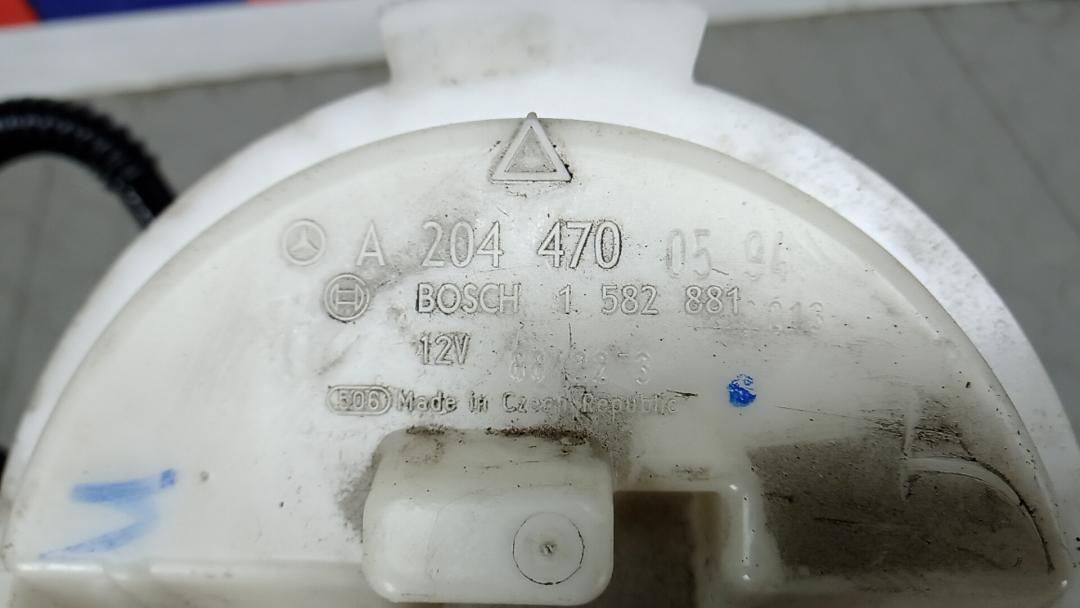 A 204 470 05 94
BOSCH 1 582 881 013
12V
506 Made in Czech Republic